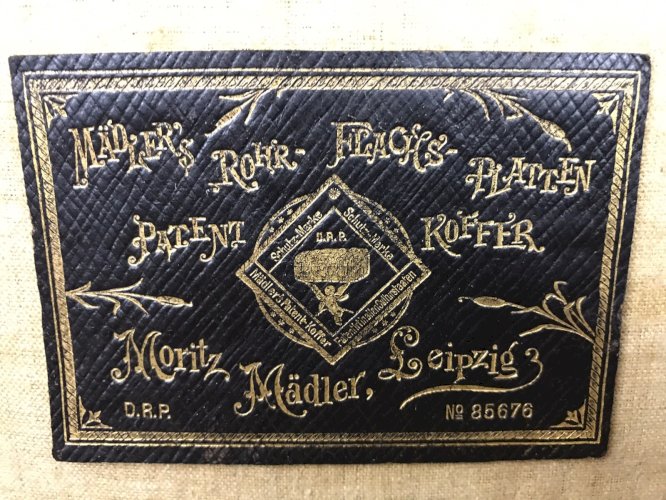 MÄDLER'S ROHR- FLACHS- PLATTEN
PATENT KOFFER
Schutz-Marke Schutz-Marke
D.R.P.
Mädler's Patent-Koffer
Moritz Mädler, Leipzig
D.R.P. No 85676